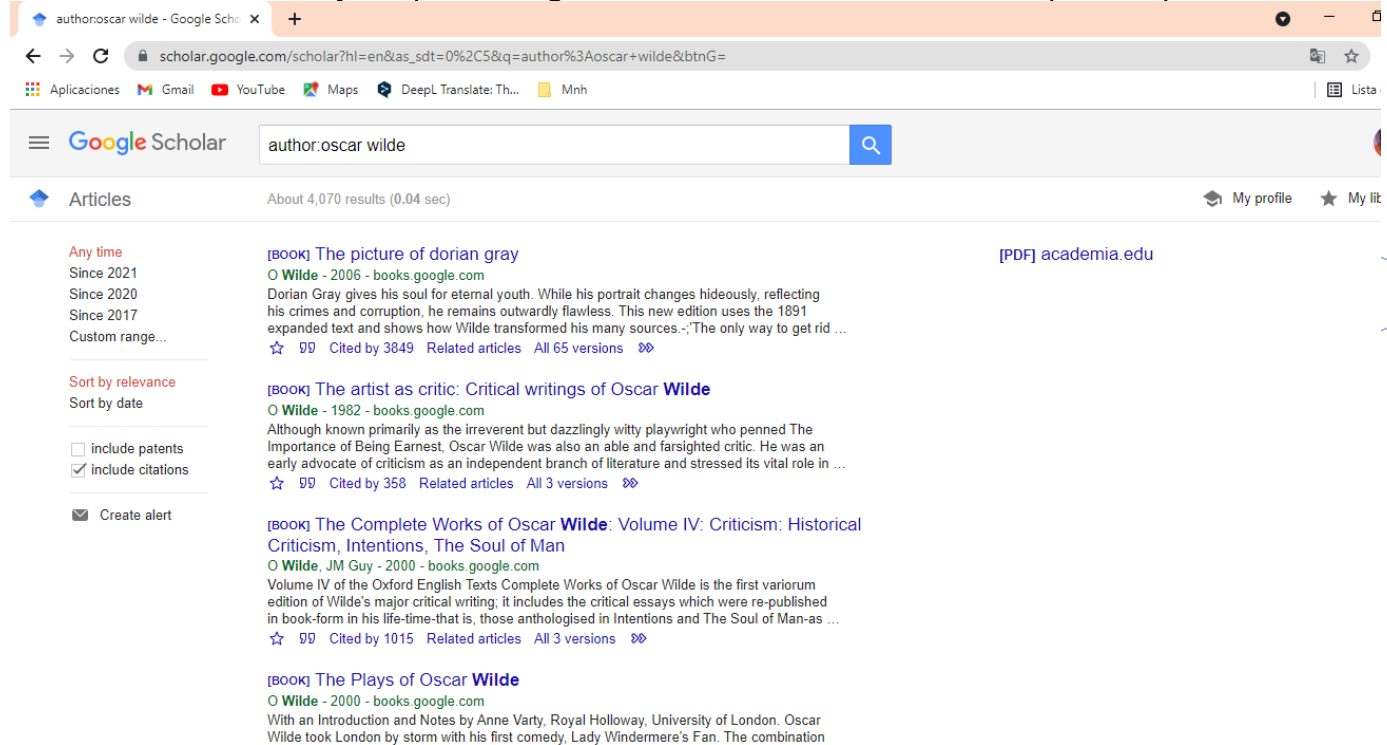 author:oscar wilde - Google Scho
scholar.google.com/scholar?hl=en&as_sdt=0%2C5&q=author%3Aoscar+wilde&btnG=
Aplicaciones Gmail YouTube Maps DeepL Translate: Th... Mnh Lista
Google Scholar author:oscar wilde
Articles About 4,070 results (0.04 sec) My profile My lib
Any time
Since 2021
Since 2020
Since 2017
Custom range...
Sort by relevance
Sort by date
include patents
include citations
Create alert
[BOOK] The picture of dorian gray
O Wilde - 2006 - books.google.com
Dorian Gray gives his soul for eternal youth. While his portrait changes hideously, reflecting
his crimes and corruption, he remains outwardly flawless. This new edition uses the 1891
expanded text and shows how Wilde transformed his many sources.-;'The only way to get rid ...
Cited by 3849 Related articles All 65 versions
[PDF] academia.edu
[BOOK] The artist as critic: Critical writings of Oscar Wilde
O Wilde - 1982 - books.google.com
Although known primarily as the irreverent but dazzlingly witty playwright who penned The
Importance of Being Earnest, Oscar Wilde was also an able and farsighted critic. He was an
early advocate of criticism as an independent branch of literature and stressed its vital role in ...
Cited by 358 Related articles All 3 versions
[BOOK] The Complete Works of Oscar Wilde: Volume IV: Criticism: Historical
Criticism, Intentions, The Soul of Man
O Wilde, JM Guy - 2000 - books.google.com
Volume IV of the Oxford English Texts Complete Works of Oscar Wilde is the first variorum
edition of Wilde's major critical writing; it includes the critical essays which were re-published
in book-form in his life-time-that is, those anthologised in Intentions and The Soul of Man-as ...
Cited by 1015 Related articles All 3 versions
[BOOK] The Plays of Oscar Wilde
O Wilde - 2000 - books.google.com
With an Introduction and Notes by Anne Varty, Royal Holloway, University of London. Oscar
Wilde took London by storm with his first comedy, Lady Windermere's Fan. The combination